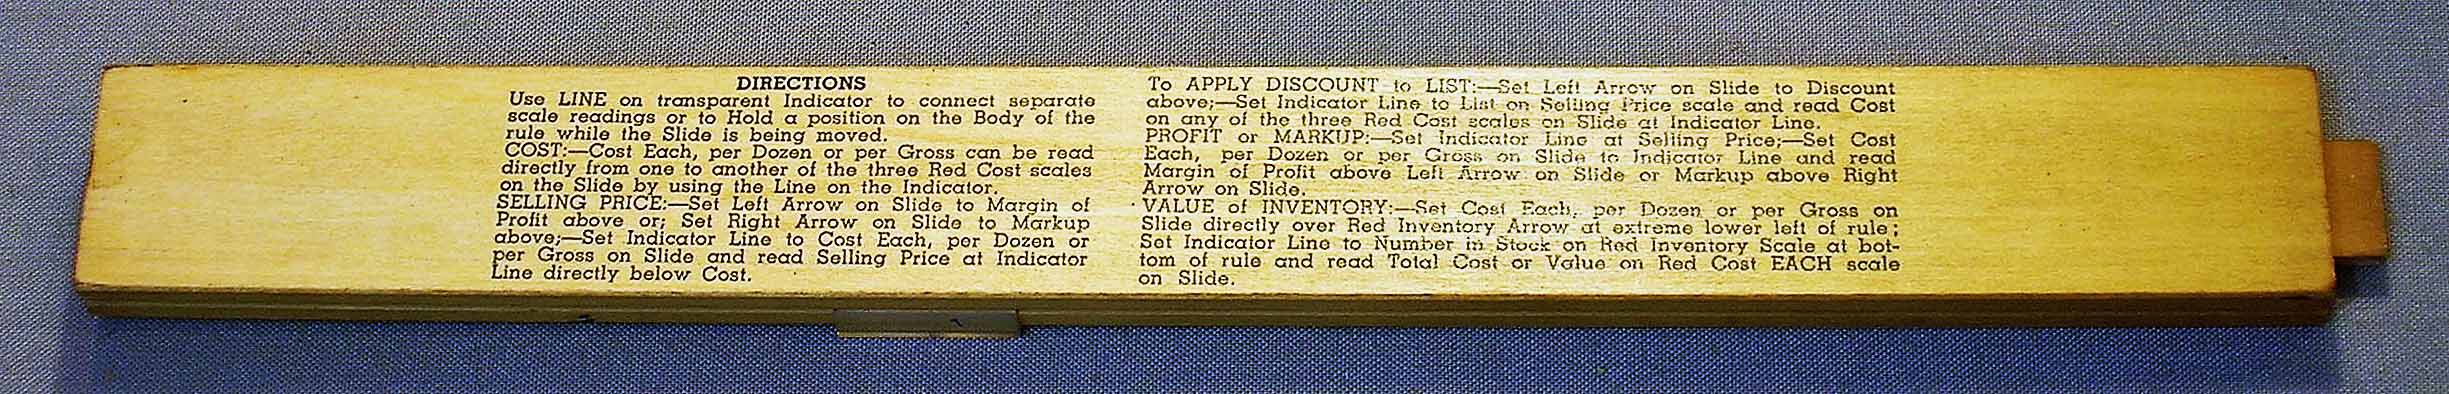 DIRECTIONS
Use LINE on transparent Indicator to connect separate
scale readings or to Hold a position on the Body of the
rule while the Slide is being moved.
COST:—Cost Each, per Dozen or per Gross can be read
directly from one to another of the three Red Cost scales
on the Slide by using the Line on the Indicator.
SELLING PRICE:—Set Left Arrow on Slide to Margin of
Profit above or; Set Right Arrow on Slide to Markup
above;—Set Indicator Line to Cost Each, per Dozen or
per Gross on Slide and read Selling Price at Indicator
Line directly below Cost.
To APPLY DISCOUNT to LIST:—Set Left Arrow on Slide to Discount
above;—Set Indicator Line to List on Selling Price scale and read Cost
on any of the three Red Cost scales on Slide at Indicator Line.
PROFIT or MARKUP:—Set Indicator Line at Selling Price;—Set Cost
Each, per Dozen or per Gross on Slide to Indicator Line and read
Margin of Profit above Left Arrow on Slide or Markup above Right
Arrow on Slide.
VALUE of INVENTORY:—Set Cost Each, per Dozen or per Gross on
Slide directly over Red Inventory Arrow at extreme lower left of rule;
Set Indicator Line to Number in Stock on Red Inventory Scale at bot-
tom of rule and read Total Cost or Value on Red Cost EACH scale
on Slide.